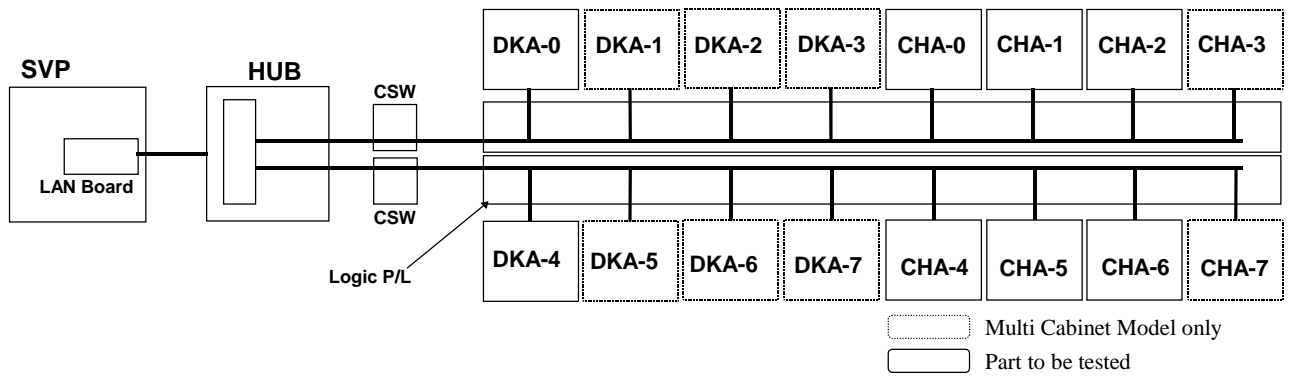 DKA-0 DKA-1 DKA-2 DKA-3 CHA-0 CHA-1 CHA-2 CHA-3
SVP
HUB
CSW
LAN Board
CSW
Logic P/L
DKA-4 DKA-5 DKA-6 DKA-7 CHA-4 CHA-5 CHA-6 CHA-7
Multi Cabinet Model only
Part to be tested